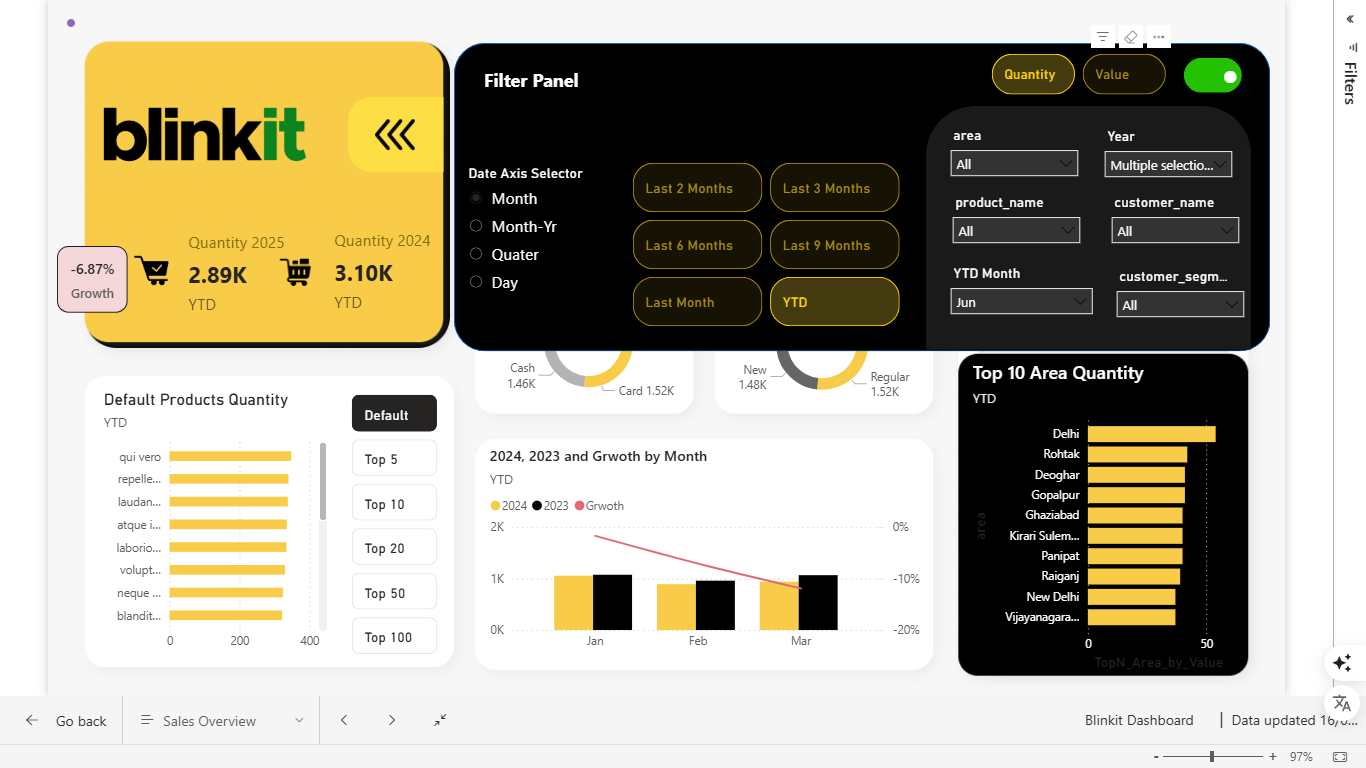 blinkit
Quantity 2025
2.89K
YTD
Quantity 2024
3.10K
YTD
-6.87%
Growth
Filter Panel
Quantity
Value
Date Axis Selector
Month
Month-Yr
Quater
Day
Last 2 Months
Last 3 Months
Last 6 Months
Last 9 Months
Last Month
YTD
area
All
Year
Multiple selectio...
product_name
All
customer_name
All
YTD Month
Jun
customer_segm...
All
Filters
Default Products Quantity
YTD
qui vero
repelle...
laudan...
atque i...
laborio...
volupt...
neque ...
blandit...
0
200
400
Default
Top 5
Top 10
Top 20
Top 50
Top 100
Cash
1.46K
Card 1.52K
New
1.48K
Regular
1.52K
2024, 2023 and Grwoth by Month
YTD
2024
2023
Grwoth
2K
1K
0K
0%
-10%
-20%
Jan
Feb
Mar
Top 10 Area Quantity
YTD
area
Delhi
Rohtak
Deoghar
Gopalpur
Ghaziabad
Kirari Sulem...
Panipat
Raiganj
New Delhi
Vijayanagara...
0
50
TopN_Area_by_Value
Go back
Sales Overview
Blinkit Dashboard
| Data updated 16/
- + 97%